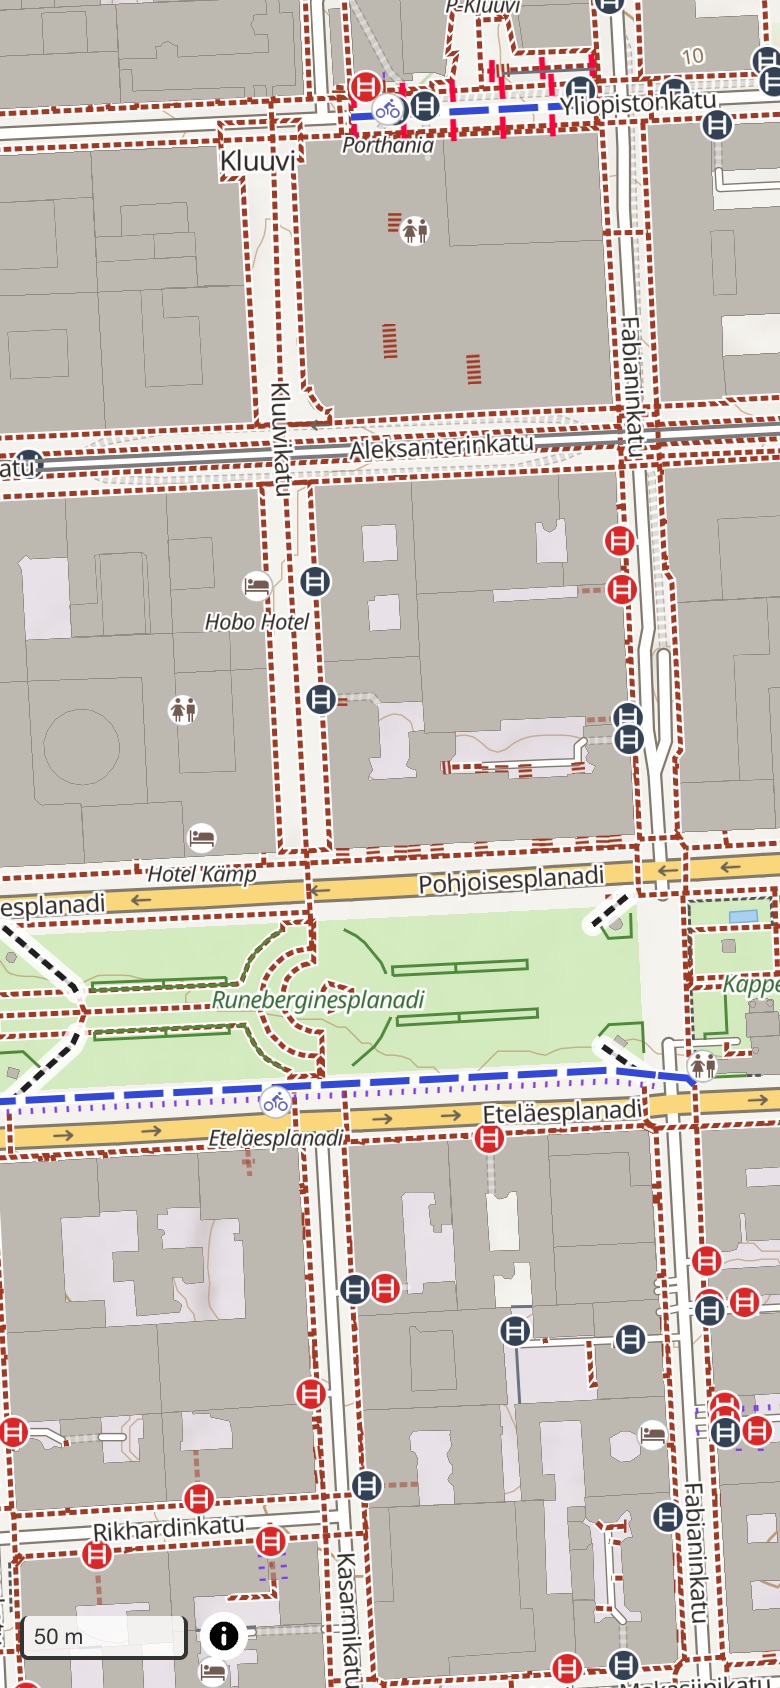 P-Kluuvi
10
Yliopistonkatu
Porthania
Kluuvi
Fabianinkatu
Kluuvikatu
Aleksanterinkatu
atu
Hobo Hotel
Hotel Kämp
Pohjoisesplanadi
esplanadi
Runeberginesplanadi
Kappe
Eteläesplanadi
Eteläesplanadi
Rikhardinkatu
Fabianinkatu
Kasarmikatu
50 m